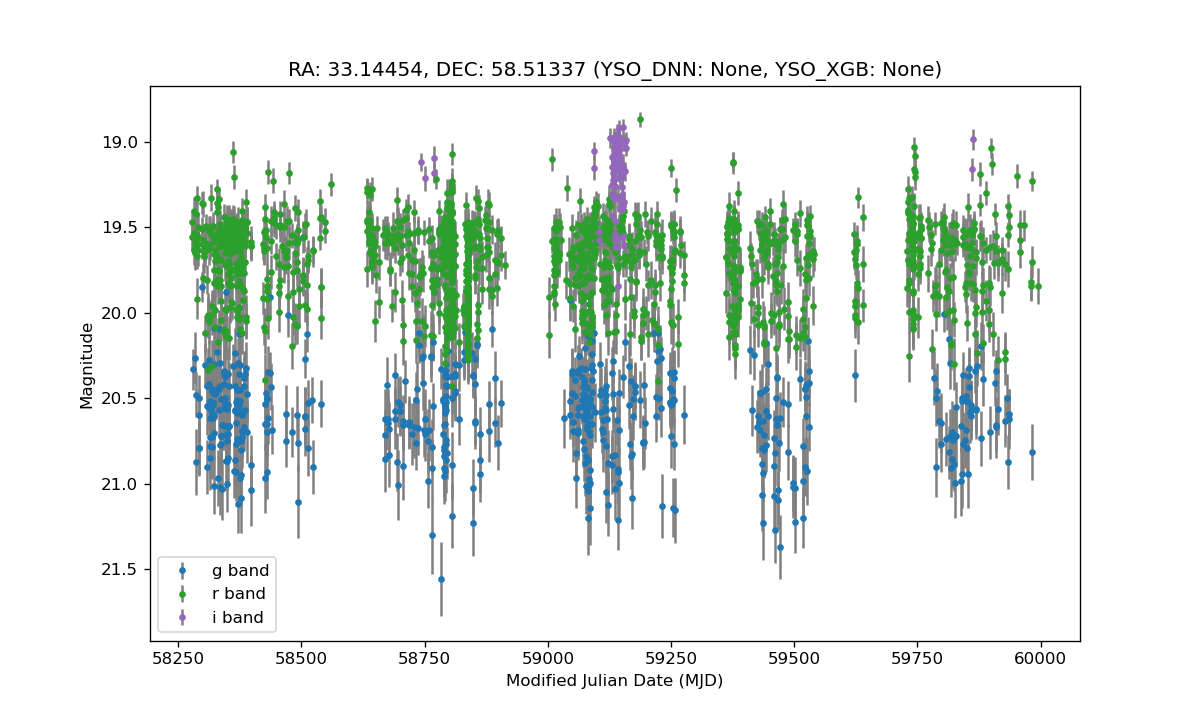 RA: 33.14454, DEC: 58.51337 (YSO_DNN: None, YSO_XGB: None)
19.0
19.5
20.0
20.5
21.0
21.5
Magnitude
g band
r band
i band
58250 58500 58750 59000 59250 59500 59750 60000
Modified Julian Date (MJD)